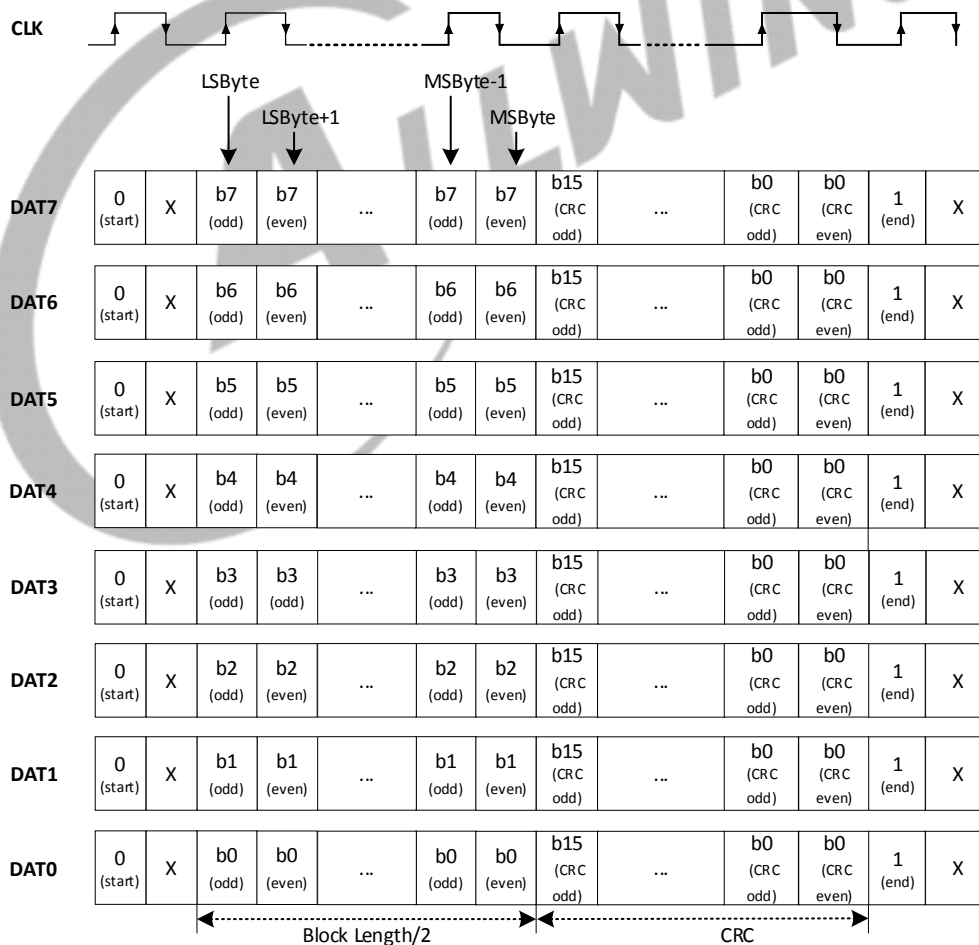 CLK
LSByte
MSByte-1
LSByte+1
MSByte
DAT7
0 X b7 b7 ... b7 b7 b15 ... b0 b0 1 X
(start) (odd) (even) (odd) (even) (CRC odd) (CRC odd) (CRC even) (end)
DAT6
0 X b6 b6 ... b6 b6 b15 ... b0 b0 1 X
(start) (odd) (even) (odd) (even) (CRC odd) (CRC odd) (CRC even) (end)
DAT5
0 X b5 b5 ... b5 b5 b15 ... b0 b0 1 X
(start) (odd) (even) (odd) (even) (CRC odd) (CRC odd) (CRC even) (end)
DAT4
0 X b4 b4 ... b4 b4 b15 ... b0 b0 1 X
(start) (odd) (even) (odd) (even) (CRC odd) (CRC odd) (CRC even) (end)
DAT3
0 X b3 b3 ... b3 b3 b15 ... b0 b0 1 X
(start) (odd) (odd) (odd) (even) (CRC odd) (CRC odd) (CRC even) (end)
DAT2
0 X b2 b2 ... b2 b2 b15 ... b0 b0 1 X
(start) (odd) (even) (odd) (even) (CRC odd) (CRC odd) (CRC even) (end)
DAT1
0 X b1 b1 ... b1 b1 b15 ... b0 b0 1 X
(start) (odd) (even) (odd) (even) (CRC odd) (CRC odd) (CRC even) (end)
DAT0
0 X b0 b0 ... b0 b0 b15 ... b0 b0 1 X
(start) (odd) (even) (odd) (even) (CRC odd) (CRC odd) (CRC even) (end)
Block Length/2
CRC